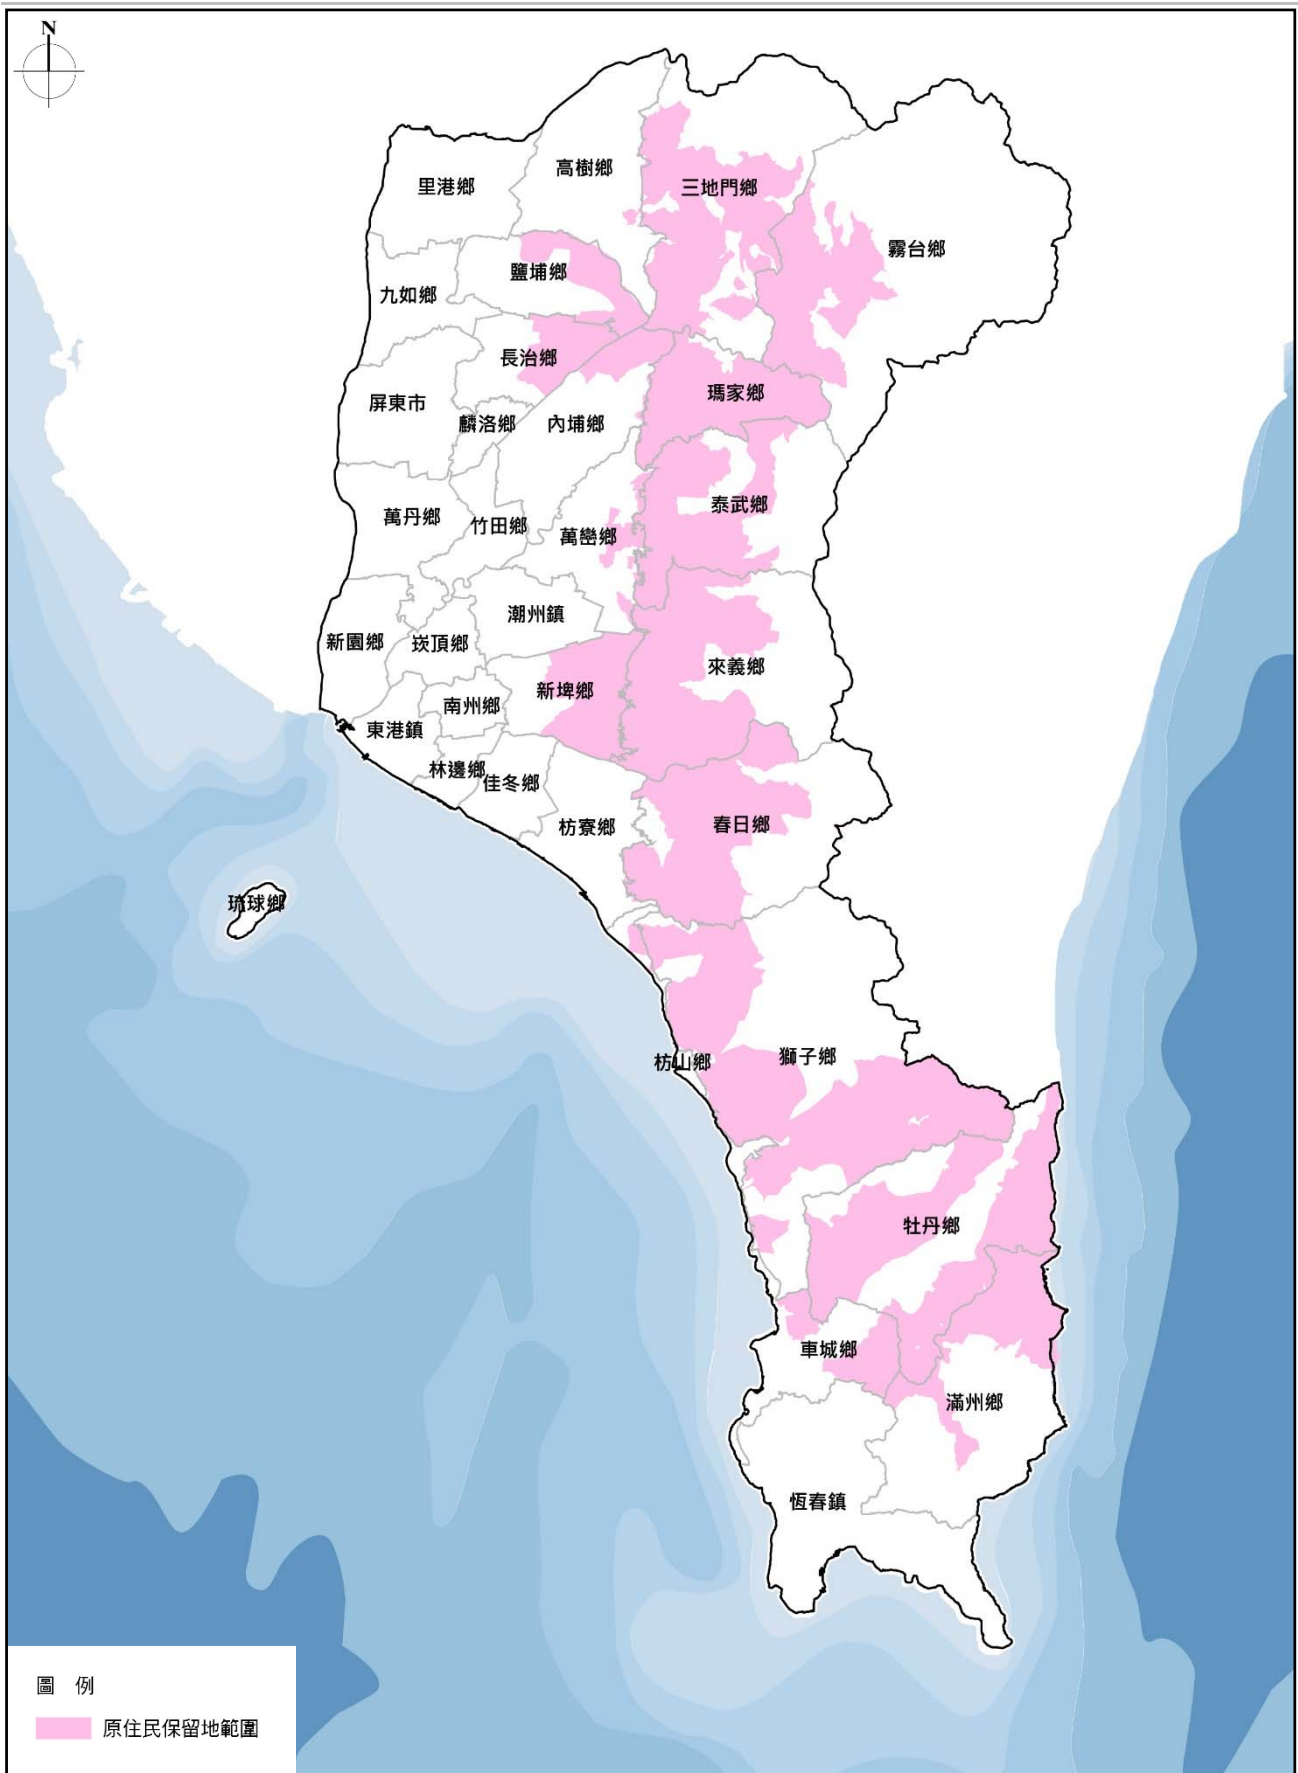 N
高樹鄉
里港鄉
三地門鄉
霧台鄉
鹽埔鄉
九如鄉
長治鄉
瑪家鄉
屏東市
麟洛鄉
內埔鄉
泰武鄉
萬丹鄉
竹田鄉
萬巒鄉
潮州鎮
新園鄉
崁頂鄉
來義鄉
新埤鄉
南州鄉
東港鎮
林邊鄉
佳冬鄉
枋寮鄉
春日鄉
琉球鄉
枋山鄉
獅子鄉
牡丹鄉
車城鄉
滿州鄉
恆春鎮
圖 例
原住民保留地範圍